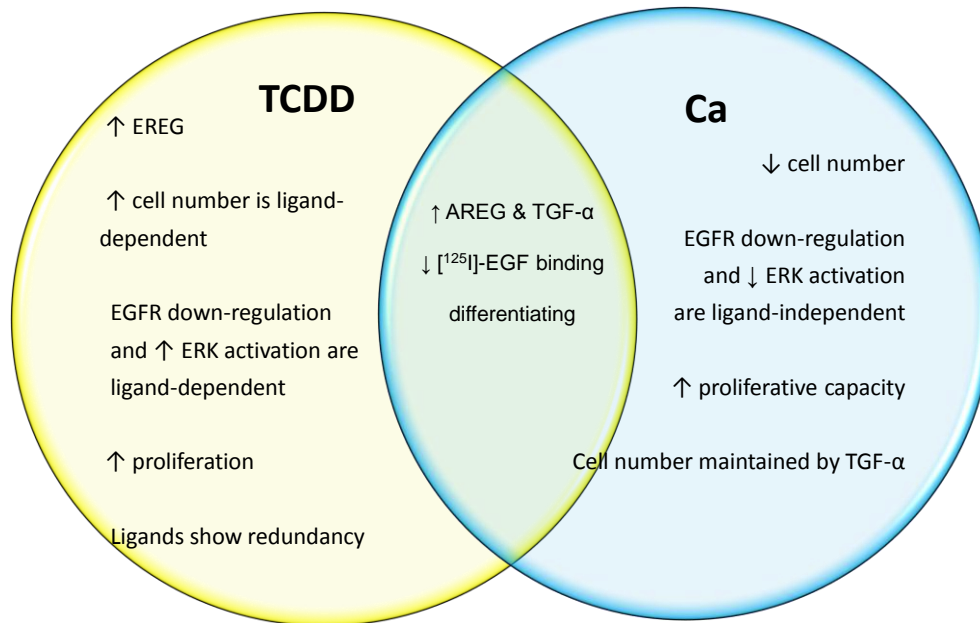 TCDD
↑ EREG
↑ cell number is ligand-
dependent
EGFR down-regulation
and ↑ ERK activation are
ligand-dependent
↑ proliferation
Ligands show redundancy
↑ AREG & TGF-α
↓ [¹²⁵I]-EGF binding
differentiating
Ca
↓ cell number
EGFR down-regulation
and ↓ ERK activation
are ligand-independent
↑ proliferative capacity
Cell number maintained by TGF-α